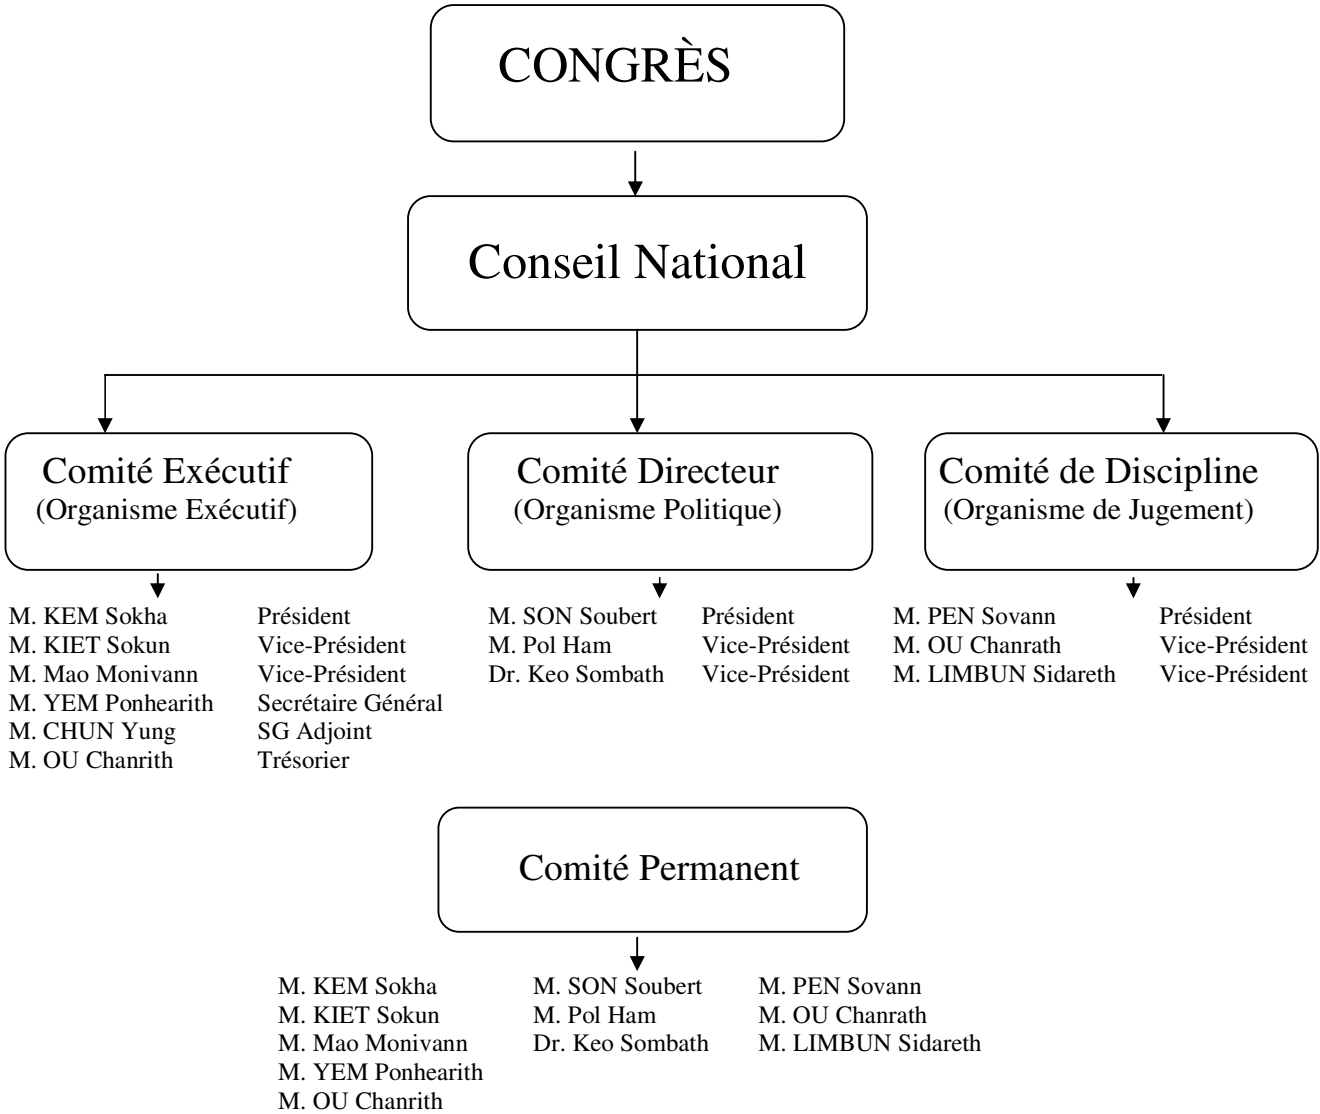 CONGRÈS
Conseil National
Comité Exécutif
(Organisme Exécutif)
Comité Directeur
(Organisme Politique)
Comité de Discipline
(Organisme de Jugement)
M. KEM Sokha Président
M. KIET Sokun Vice-Président
M. Mao Monivann Vice-Président
M. YEM Ponhearith Secrétaire Général
M. CHUN Yung SG Adjoint
M. OU Chanrith Trésorier
M. SON Soubert Président
M. Pol Ham Vice-Président
Dr. Keo Sombath Vice-Président
M. PEN Sovann Président
M. OU Chanrath Vice-Président
M. LIMBUN Sidareth Vice-Président
Comité Permanent
M. KEM Sokha
M. KIET Sokun
M. Mao Monivann
M. YEM Ponhearith
M. OU Chanrith
M. SON Soubert
M. Pol Ham
Dr. Keo Sombath
M. PEN Sovann
M. OU Chanrath
M. LIMBUN Sidareth